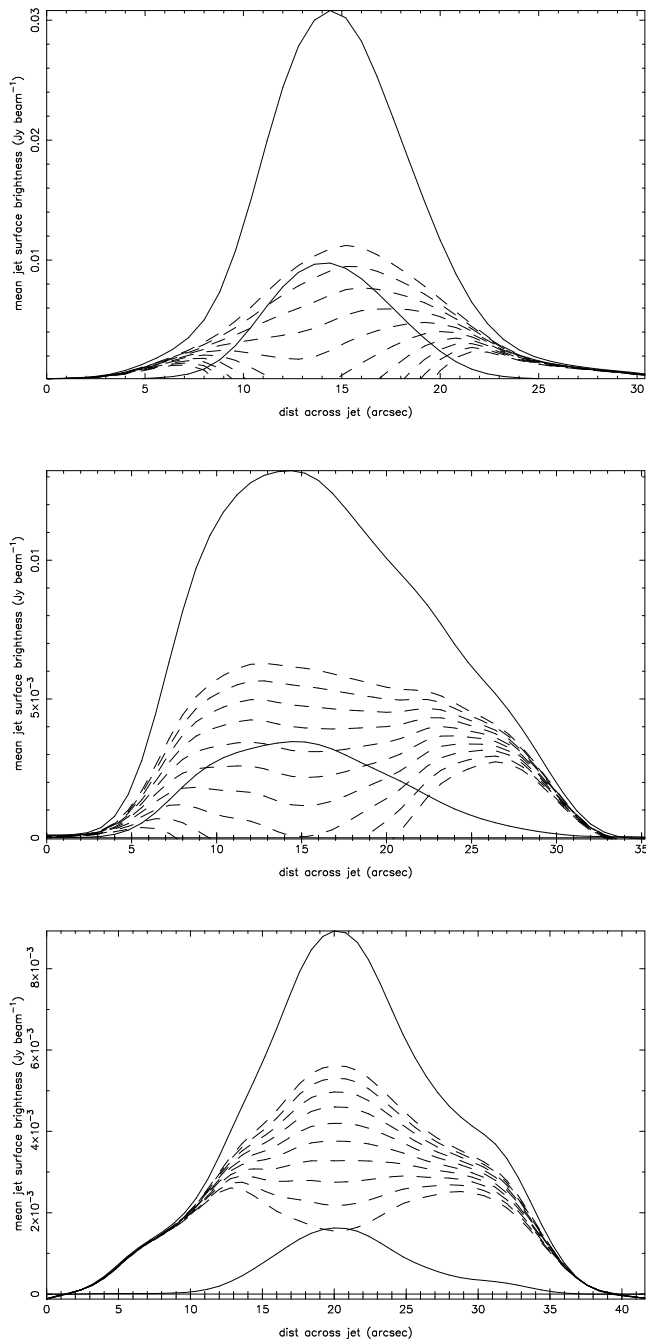 0.03
0.02
0.01
mean jet surface brightness (Jy beam⁻¹)
0 5 10 15 20 25 30
dist across jet (arcsec)
0.01
5×10⁻³
0
mean jet surface brightness (Jy beam⁻¹)
0 5 10 15 20 25 30 35
dist across jet (arcsec)
8×10⁻³
6×10⁻³
4×10⁻³
2×10⁻³
0
mean jet surface brightness (Jy beam⁻¹)
0 5 10 15 20 25 30 35 40
dist across jet (arcsec)